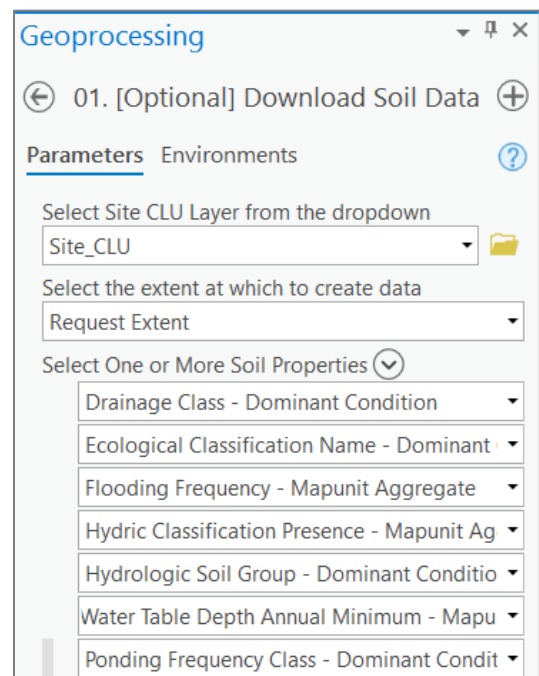 Geoprocessing
01. [Optional] Download Soil Data
Parameters Environments
Select Site CLU Layer from the dropdown
Site_CLU
Select the extent at which to create data
Request Extent
Select One or More Soil Properties
Drainage Class - Dominant Condition
Ecological Classification Name - Dominant
Flooding Frequency - Mapunit Aggregate
Hydric Classification Presence - Mapunit Ag
Hydrologic Soil Group - Dominant Conditio
Water Table Depth Annual Minimum - Mapu
Ponding Frequency Class - Dominant Condit